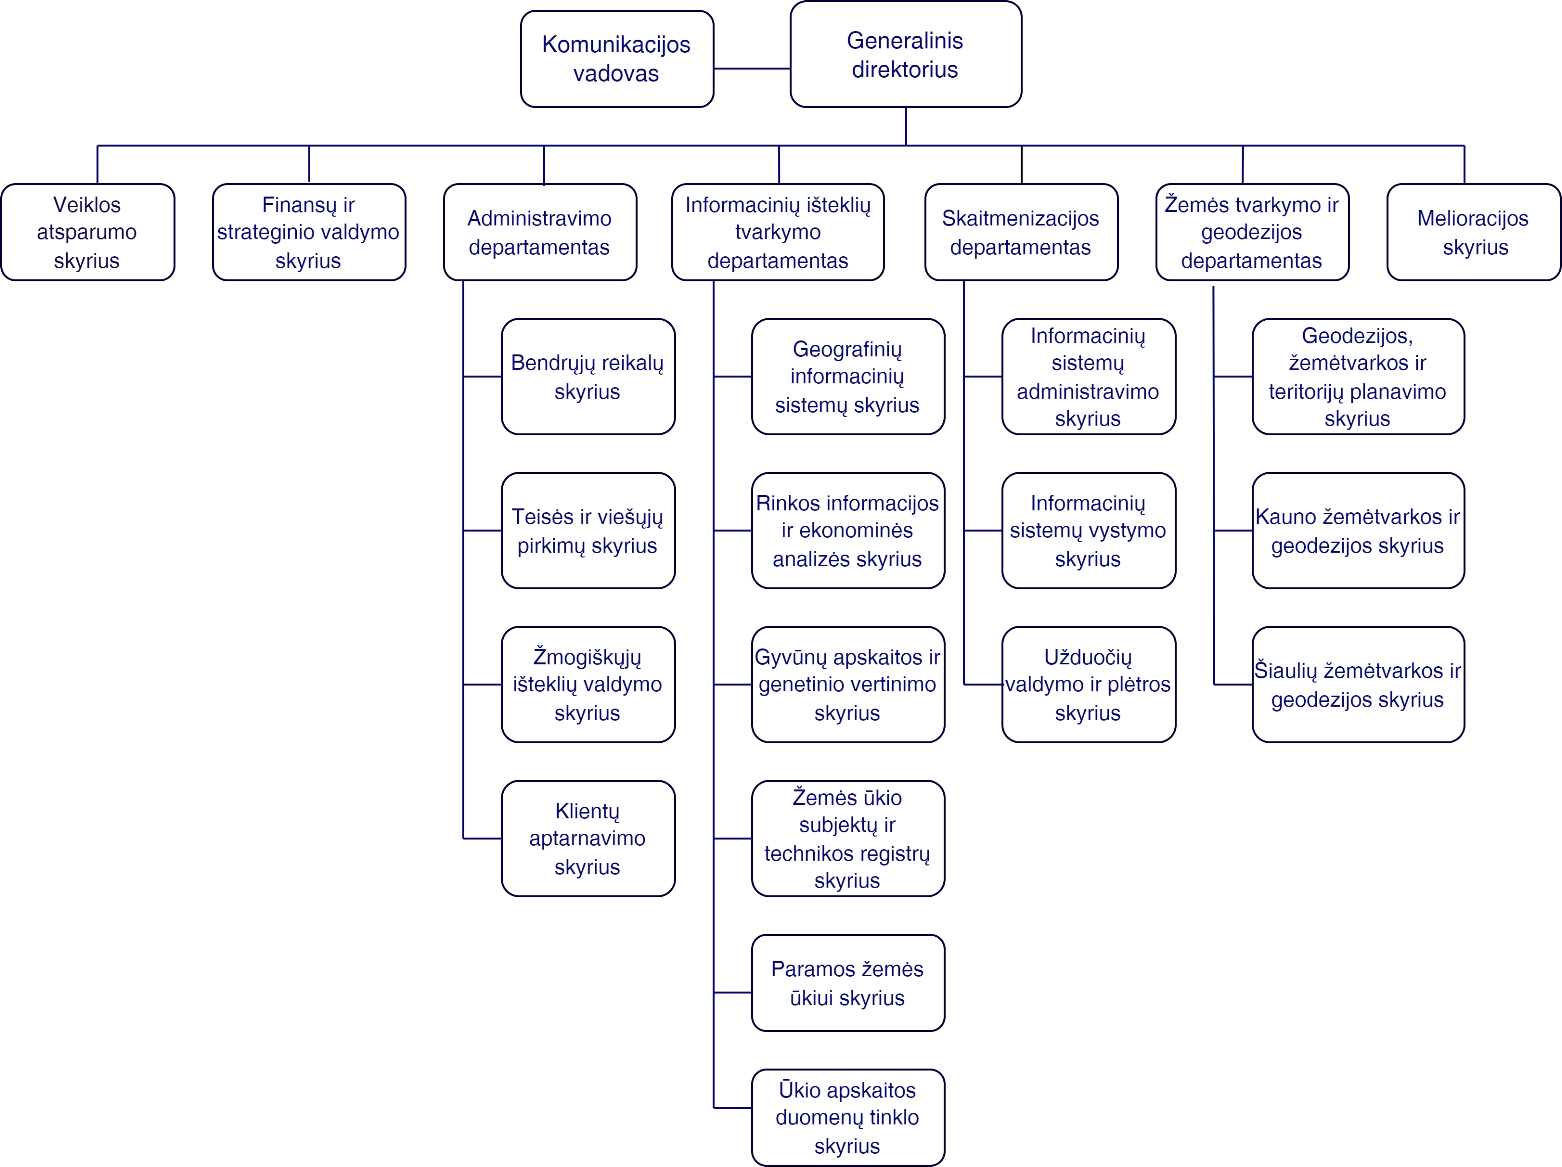 Komunikacijos
vadovas
Generalinis
direktorius
Veiklos
atsparumo
skyrius
Finansų ir
strateginio valdymo
skyrius
Administravimo
departamentas
Informacinių išteklių
tvarkymo
departamentas
Skaitmenizacijos
departamentas
Žemės tvarkymo ir
geodezijos
departamentas
Melioracijos
skyrius
Bendrųjų reikalų
skyrius
Teisės ir viešųjų
pirkimų skyrius
Žmogiškųjų
išteklių valdymo
skyrius
Klientų
aptarnavimo
skyrius
Geografinių
informacinių
sistemų skyrius
Rinkos informacijos
ir ekonominės
analizės skyrius
Gyvūnų apskaitos ir
genetinio vertinimo
skyrius
Žemės ūkio
subjektų ir
technikos registrų
skyrius
Paramos žemės
ūkiui skyrius
Ūkio apskaitos
duomenų tinklo
skyrius
Informacinių
sistemų
administravimo
skyrius
Informacinių
sistemų vystymo
skyrius
Užduočių
valdymo ir plėtros
skyrius
Geodezijos,
žemėtvarkos ir
teritorijų planavimo
skyrius
Kauno žemėtvarkos ir
geodezijos skyrius
Šiaulių žemėtvarkos ir
geodezijos skyrius